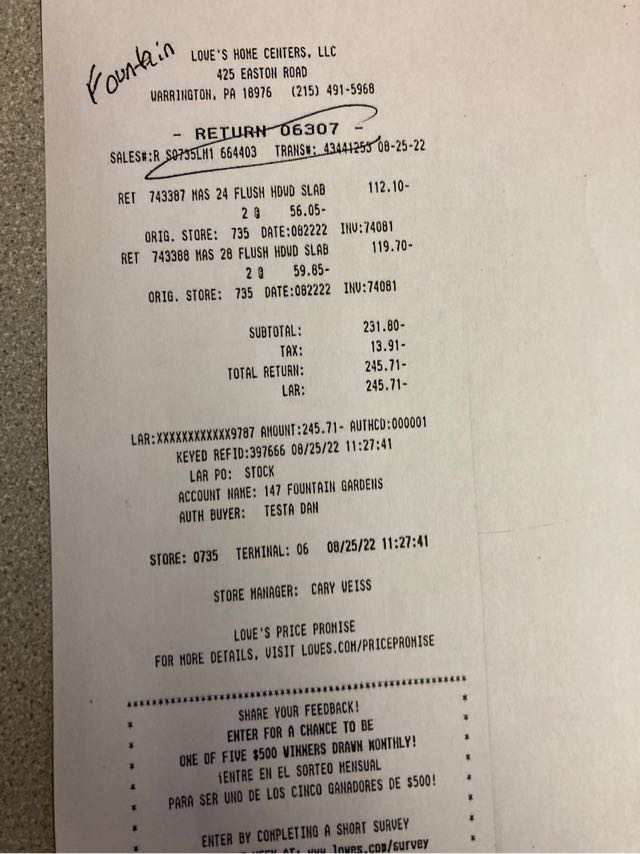 Fountain
LOWE'S HOME CENTERS, LLC
425 EASTON ROAD
WARRINGTON, PA 18976 (215) 491-5968
- RETURN 06307 -
SALES#:R S0735LM1 664403 TRANS#: 43441253 08-25-22
RET 743387 MAS 24 FLUSH HDWD SLAB 112.10-
2 @ 56.05-
ORIG. STORE: 735 DATE:082222 INV:74081
RET 743388 MAS 28 FLUSH HDWD SLAB 119.70-
2 @ 59.85-
ORIG. STORE: 735 DATE:082222 INV:74081
SUBTOTAL: 231.80-
TAX: 13.91-
TOTAL RETURN: 245.71-
LAR: 245.71-
LAR:XXXXXXXXXXXX9787 AMOUNT:245.71- AUTHCD:000001
KEYED REFID:397666 08/25/22 11:27:41
LAR PO: STOCK
ACCOUNT NAME: 147 FOUNTAIN GARDENS
AUTH BUYER: TESTA DAN
STORE: 0735 TERMINAL: 06 08/25/22 11:27:41
STORE MANAGER: CARY WEISS
LOWE'S PRICE PROMISE
FOR MORE DETAILS, VISIT LOWES.COM/PRICEPROMISE
SHARE YOUR FEEDBACK!
ENTER FOR A CHANCE TO BE
ONE OF FIVE $500 WINNERS DRAWN MONTHLY!
¡ENTRE EN EL SORTEO MENSUAL
PARA SER UNO DE LOS CINCO GANADORES DE $500!
ENTER BY COMPLETING A SHORT SURVEY
AT: www.lowes.com/survey